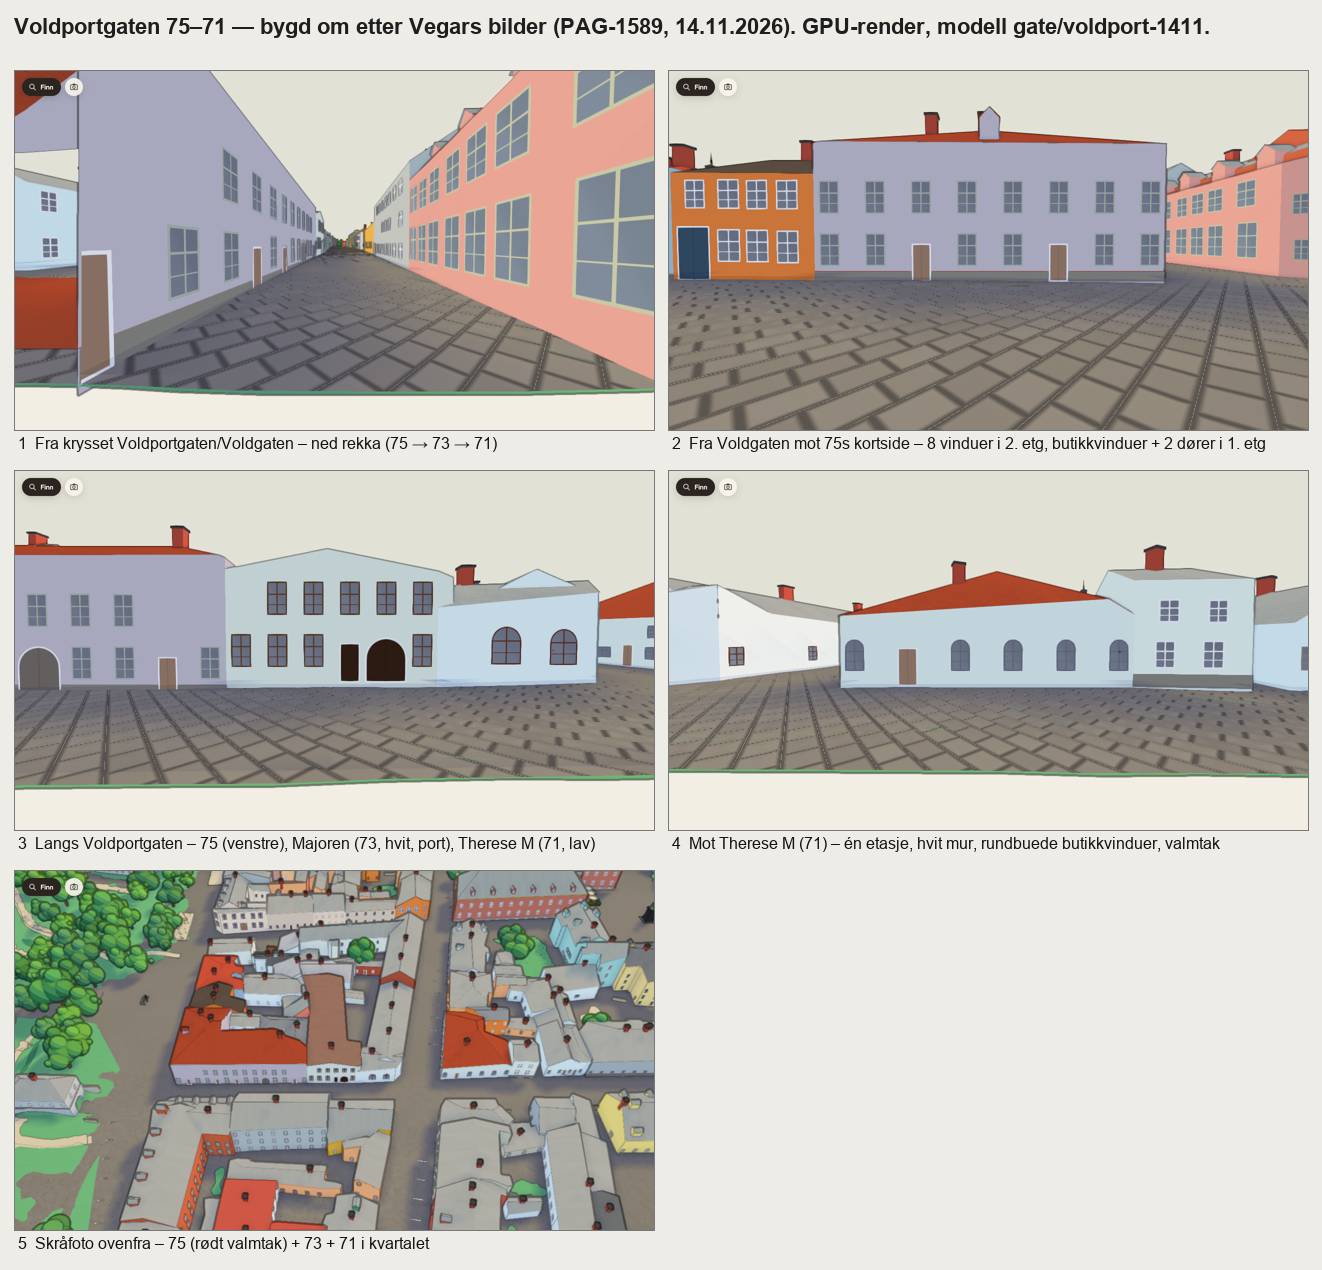 Voldportgaten 75–71 — bygd om etter Vegars bilder (PAG-1589, 14.11.2026). GPU-render, modell gate/voldport-1411.
Finn
Finn
1 Fra krysset Voldportgaten/Voldgaten – ned rekka (75 → 73 → 71)
2 Fra Voldgaten mot 75s kortside – 8 vinduer i 2. etg, butikkvinduer + 2 dører i 1. etg
Finn
Finn
3 Langs Voldportgaten – 75 (venstre), Majoren (73, hvit, port), Therese M (71, lav)
4 Mot Therese M (71) – én etasje, hvit mur, rundbuede butikkvinduer, valmtak
Finn
5 Skråfoto ovenfra – 75 (rødt valmtak) + 73 + 71 i kvartalet